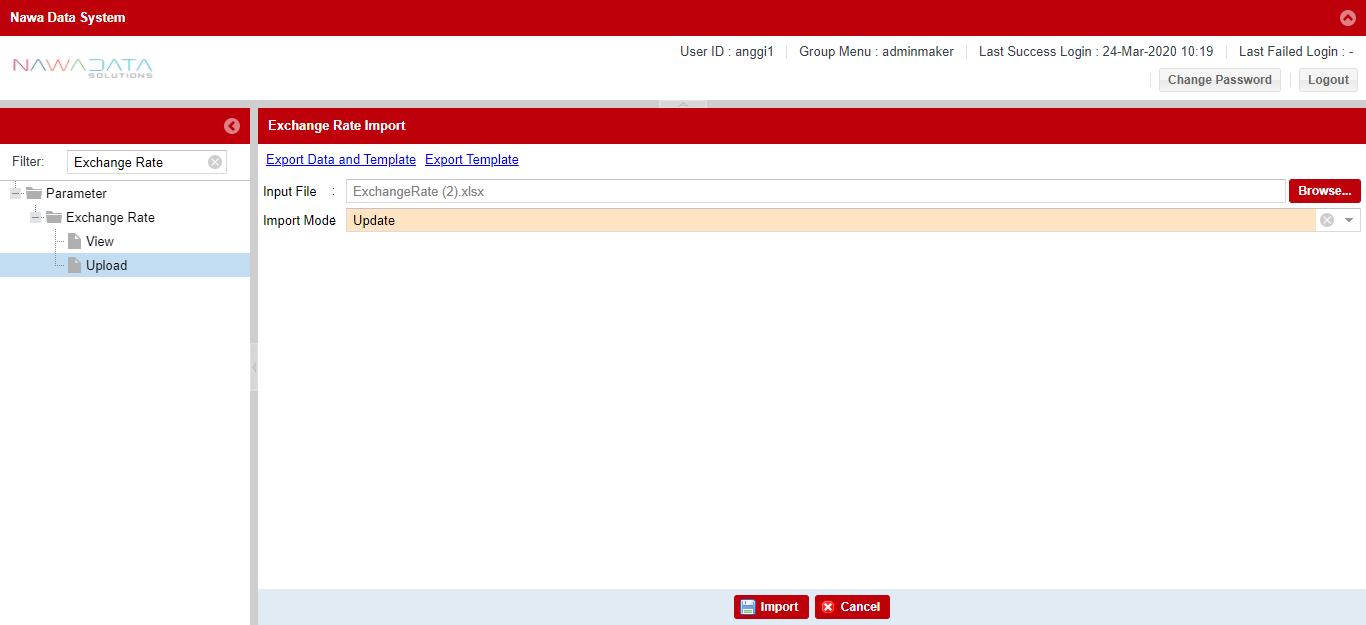 Nawa Data System
NAWADATA
SOLUTIONS
User ID : anggi1 Group Menu : adminmaker Last Success Login : 24-Mar-2020 10:19 Last Failed Login : -
Change Password Logout
Exchange Rate Import
Filter: Exchange Rate
Parameter
Exchange Rate
View
Upload
Export Data and Template Export Template
Input File : ExchangeRate (2).xlsx Browse...
Import Mode Update
Import Cancel